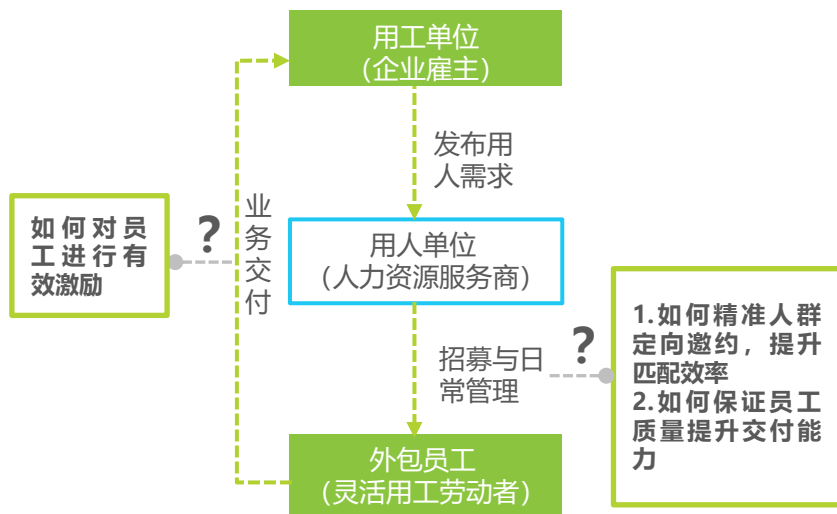 用工单位
（企业雇主）
发布用
人需求
业
务
交
付
?
如何对员
工进行有
效激励
用人单位
（人力资源服务商）
招募与日
常管理
?
1.如何精准人群
定向邀约，提升
匹配效率
2.如何保证员工
质量提升交付能
力
外包员工
（灵活用工劳动者）